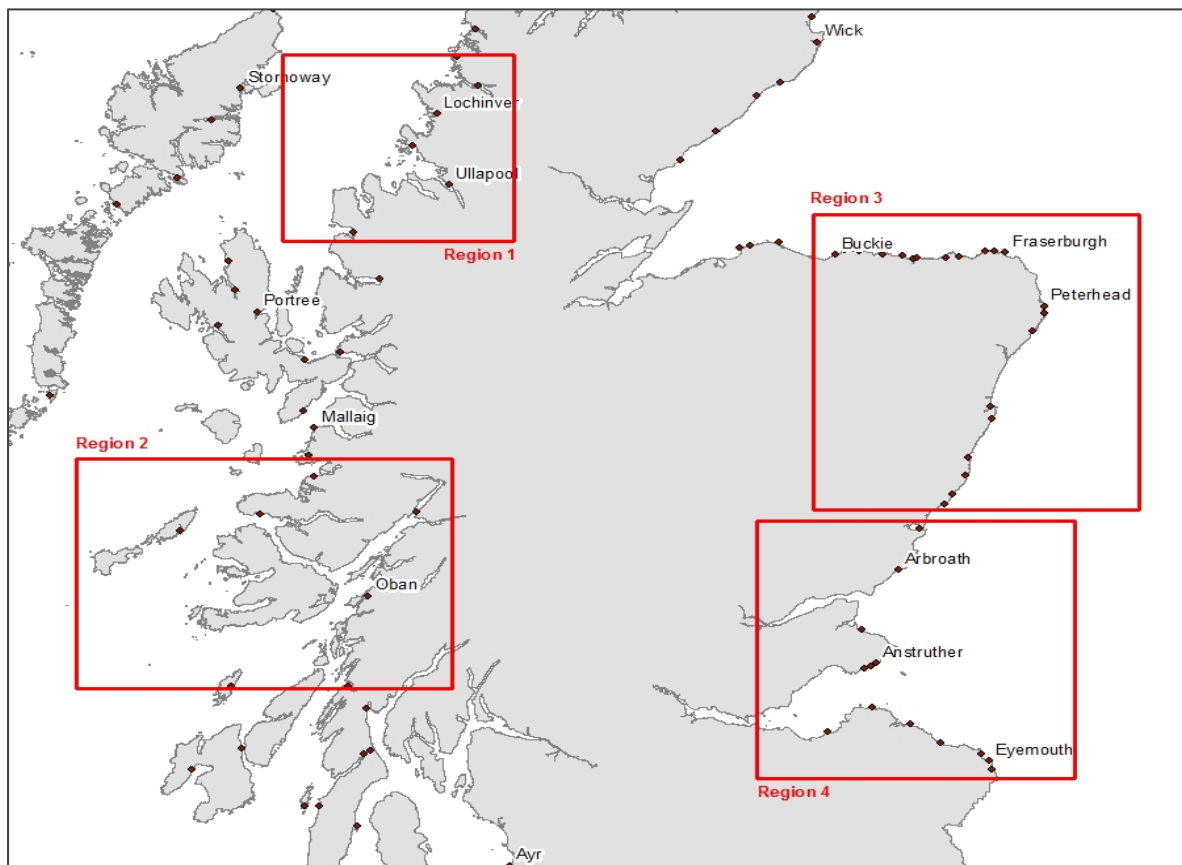 Wick
Stornoway
Lochinver
Ullapool
Region 3
Buckie
Fraserburgh
Region 1
Peterhead
Portree
Mallaig
Region 2
Arbroath
Oban
Anstruther
Eyemouth
Region 4
Ayr